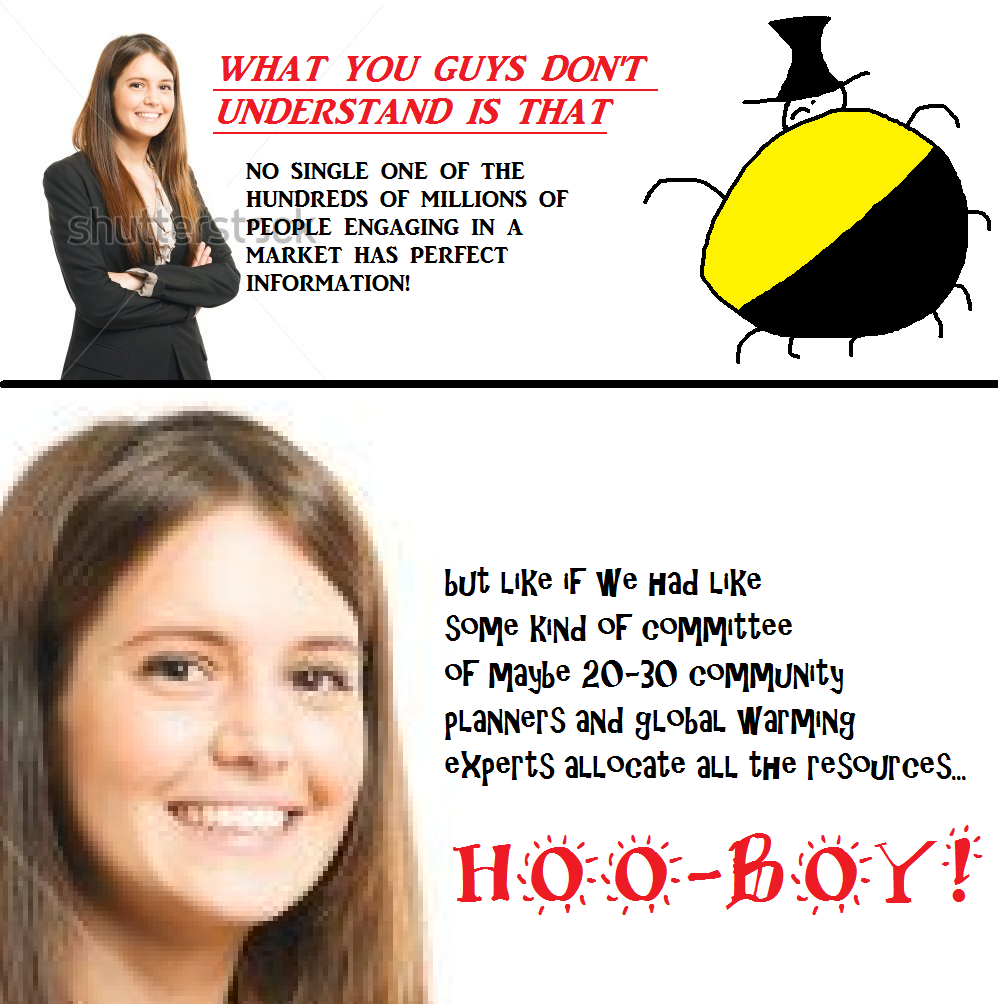 WHAT YOU GUYS DON'T
UNDERSTAND IS THAT
NO SINGLE ONE OF THE
HUNDREDS OF MILLIONS OF
PEOPLE ENGAGING IN A
MARKET HAS PERFECT
INFORMATION!
shutterstock
but like if we had like
some kind of committee
of maybe 20-30 community
planners and global warming
experts allocate all the resources...
HOO-BOY!